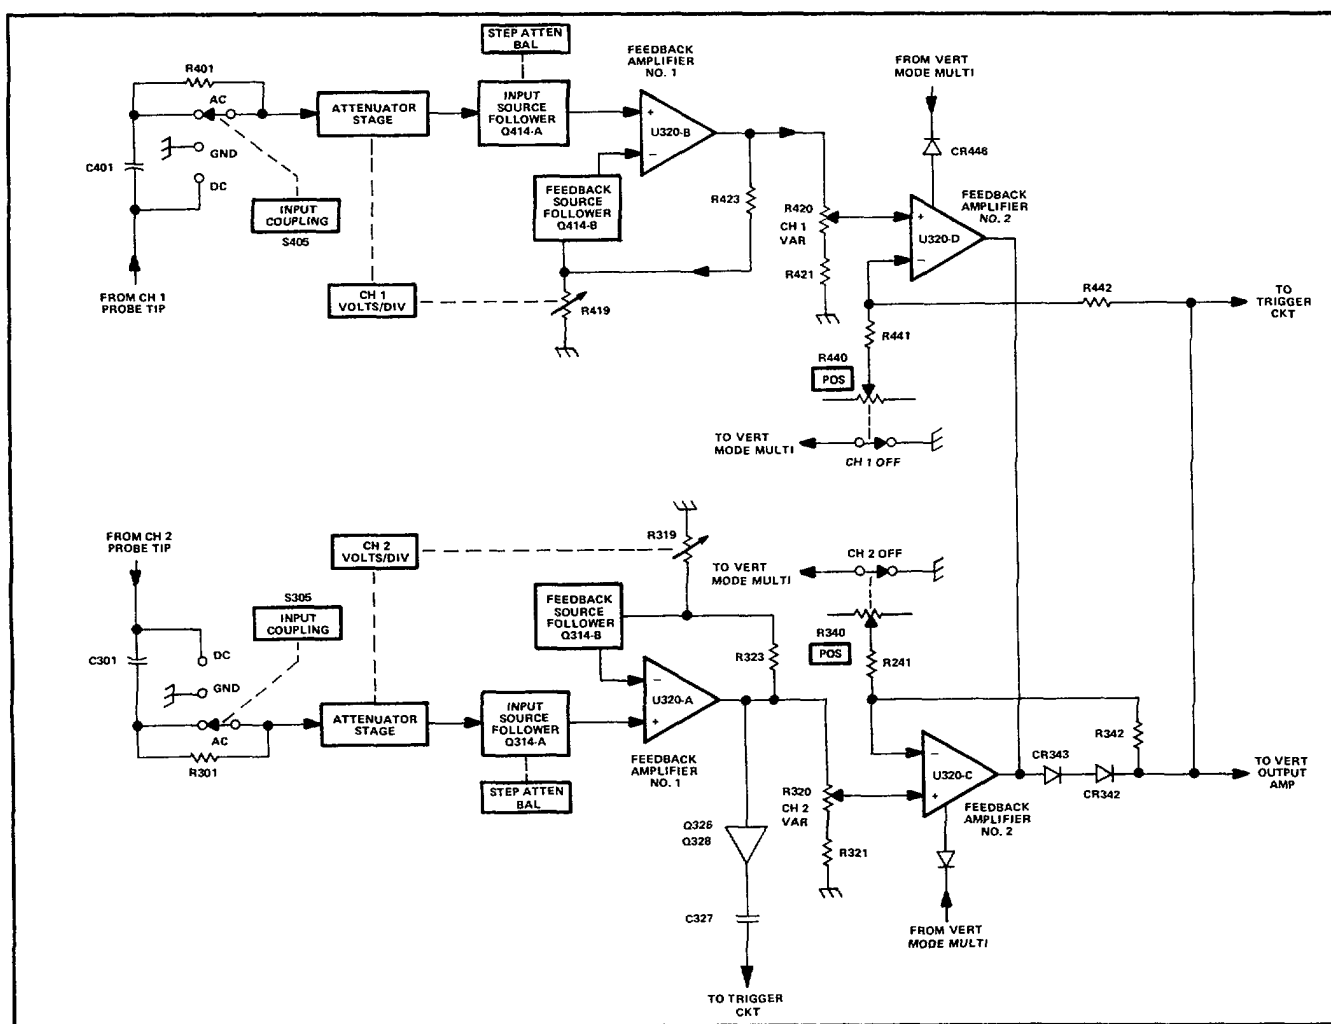 STEP ATTEN
BAL
FEEDBACK
AMPLIFIER
NO. 1
FROM VERT
MODE MULTI
R401
AC
ATTENUATOR
STAGE
INPUT
SOURCE
FOLLOWER
Q414-A
+
U320-B
−
C401
GND
DC
INPUT
COUPLING
S405
FEEDBACK
SOURCE
FOLLOWER
Q414-B
R423
R420
CH 1
VAR
R421
CR446
FEEDBACK
AMPLIFIER
NO. 2
+
U320-D
−
FROM CH 1
PROBE TIP
CH 1
VOLTS/DIV
R419
R442
TO
TRIGGER
CKT
R441
R440
POS
TO VERT
MODE MULTI
CH 1 OFF
FROM CH 2
PROBE TIP
CH 2
VOLTS/DIV
R319
TO VERT
MODE MULTI
CH 2 OFF
S305
INPUT
COUPLING
FEEDBACK
SOURCE
FOLLOWER
Q314-B
R323
R340
POS
R241
C301
DC
GND
AC
R301
ATTENUATOR
STAGE
INPUT
SOURCE
FOLLOWER
Q314-A
−
U320-A
+
FEEDBACK
AMPLIFIER
NO. 1
STEP ATTEN
BAL
R342
CR343
CR342
TO VERT
OUTPUT
AMP
−
U320-C
+
FEEDBACK
AMPLIFIER
NO. 2
R320
CH 2
VAR
R321
Q326
Q328
C327
FROM VERT
MODE MULTI
TO TRIGGER
CKT